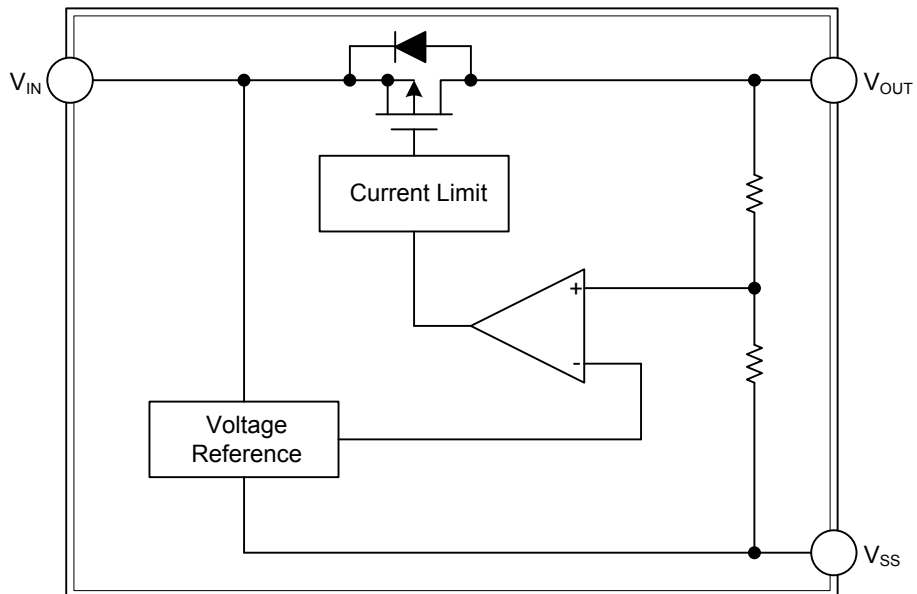 V_IN
V_OUT
Current Limit
+
-
Voltage
Reference
V_SS